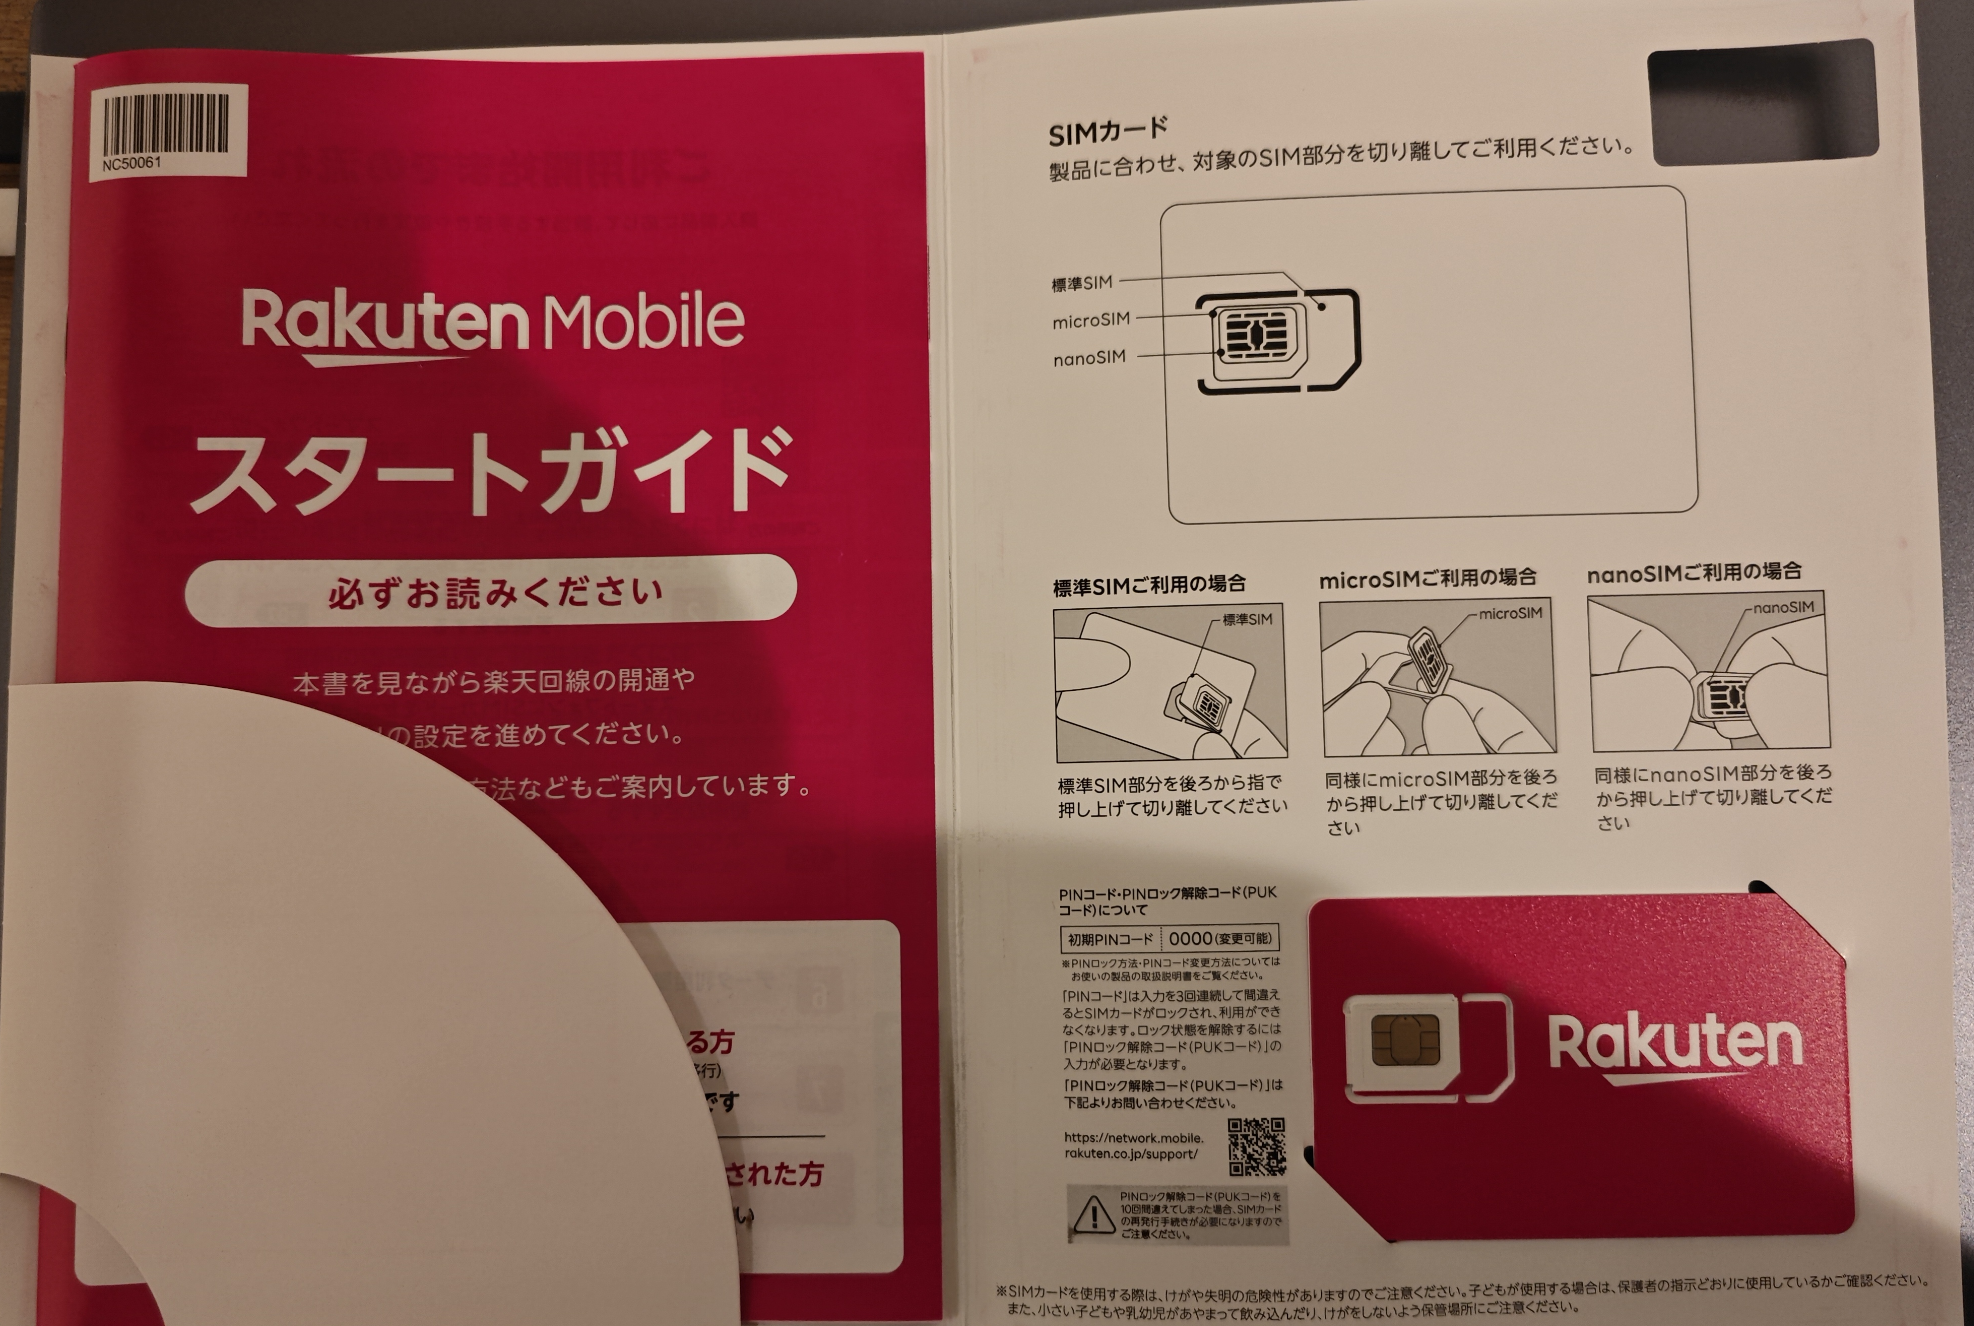 NC50061
Rakuten Mobile
スタートガイド
必ずお読みください
本書を見ながら楽天回線の開通や
の設定を進めてください。
方法などもご案内しています。
る方
行)
です
された方
い
SIMカード
製品に合わせ、対象のSIM部分を切り離してご利用ください。
標準SIM
microSIM
nanoSIM
標準SIMご利用の場合
標準SIM
標準SIM部分を後ろから指で
押し上げて切り離してください
microSIMご利用の場合
microSIM
同様にmicroSIM部分を後ろ
から押し上げて切り離してくだ
さい
nanoSIMご利用の場合
nanoSIM
同様にnanoSIM部分を後ろ
から押し上げて切り離してくだ
さい
PINコード・PINロック解除コード(PUK
コード)について
初期PINコード 0000(変更可能)
※PINロック方法・PINコード変更方法については
お使いの製品の取扱説明書をご覧ください。
「PINコード」は入力を3回連続して間違え
るとSIMカードがロックされ、利用ができ
なくなります。ロック状態を解除するには
「PINロック解除コード(PUKコード)」の
入力が必要となります。
「PINロック解除コード(PUKコード)」は
下記よりお問い合わせください。
https://network.mobile.
rakuten.co.jp/support/
PINロック解除コード(PUKコード)を
10回間違えてしまった場合、SIMカード
の再発行手続きが必要になりますので
ご注意ください。
Rakuten
※SIMカードを使用する際は、けがや失明の危険性がありますのでご注意ください。子どもが使用する場合は、保護者の指示どおりに使用しているかご確認ください。
また、小さい子どもや乳幼児があやまって飲み込んだり、けがをしないよう保管場所にご注意ください。